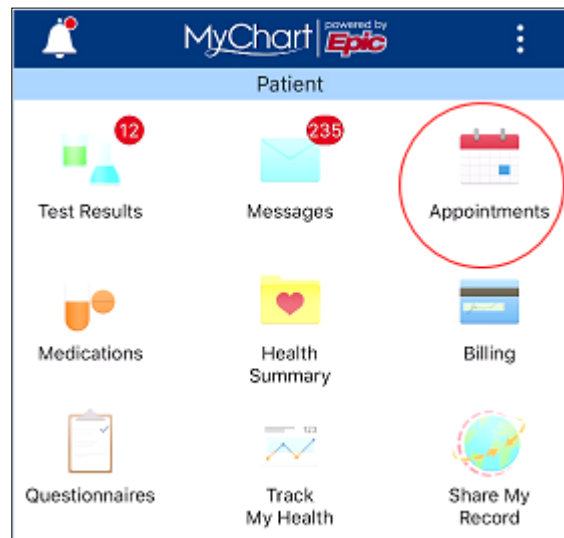 MyChart powered by Epic
Patient
12
235
Test Results
Messages
Appointments
Medications
Health Summary
Billing
123
Questionnaires
Track My Health
Share My Record